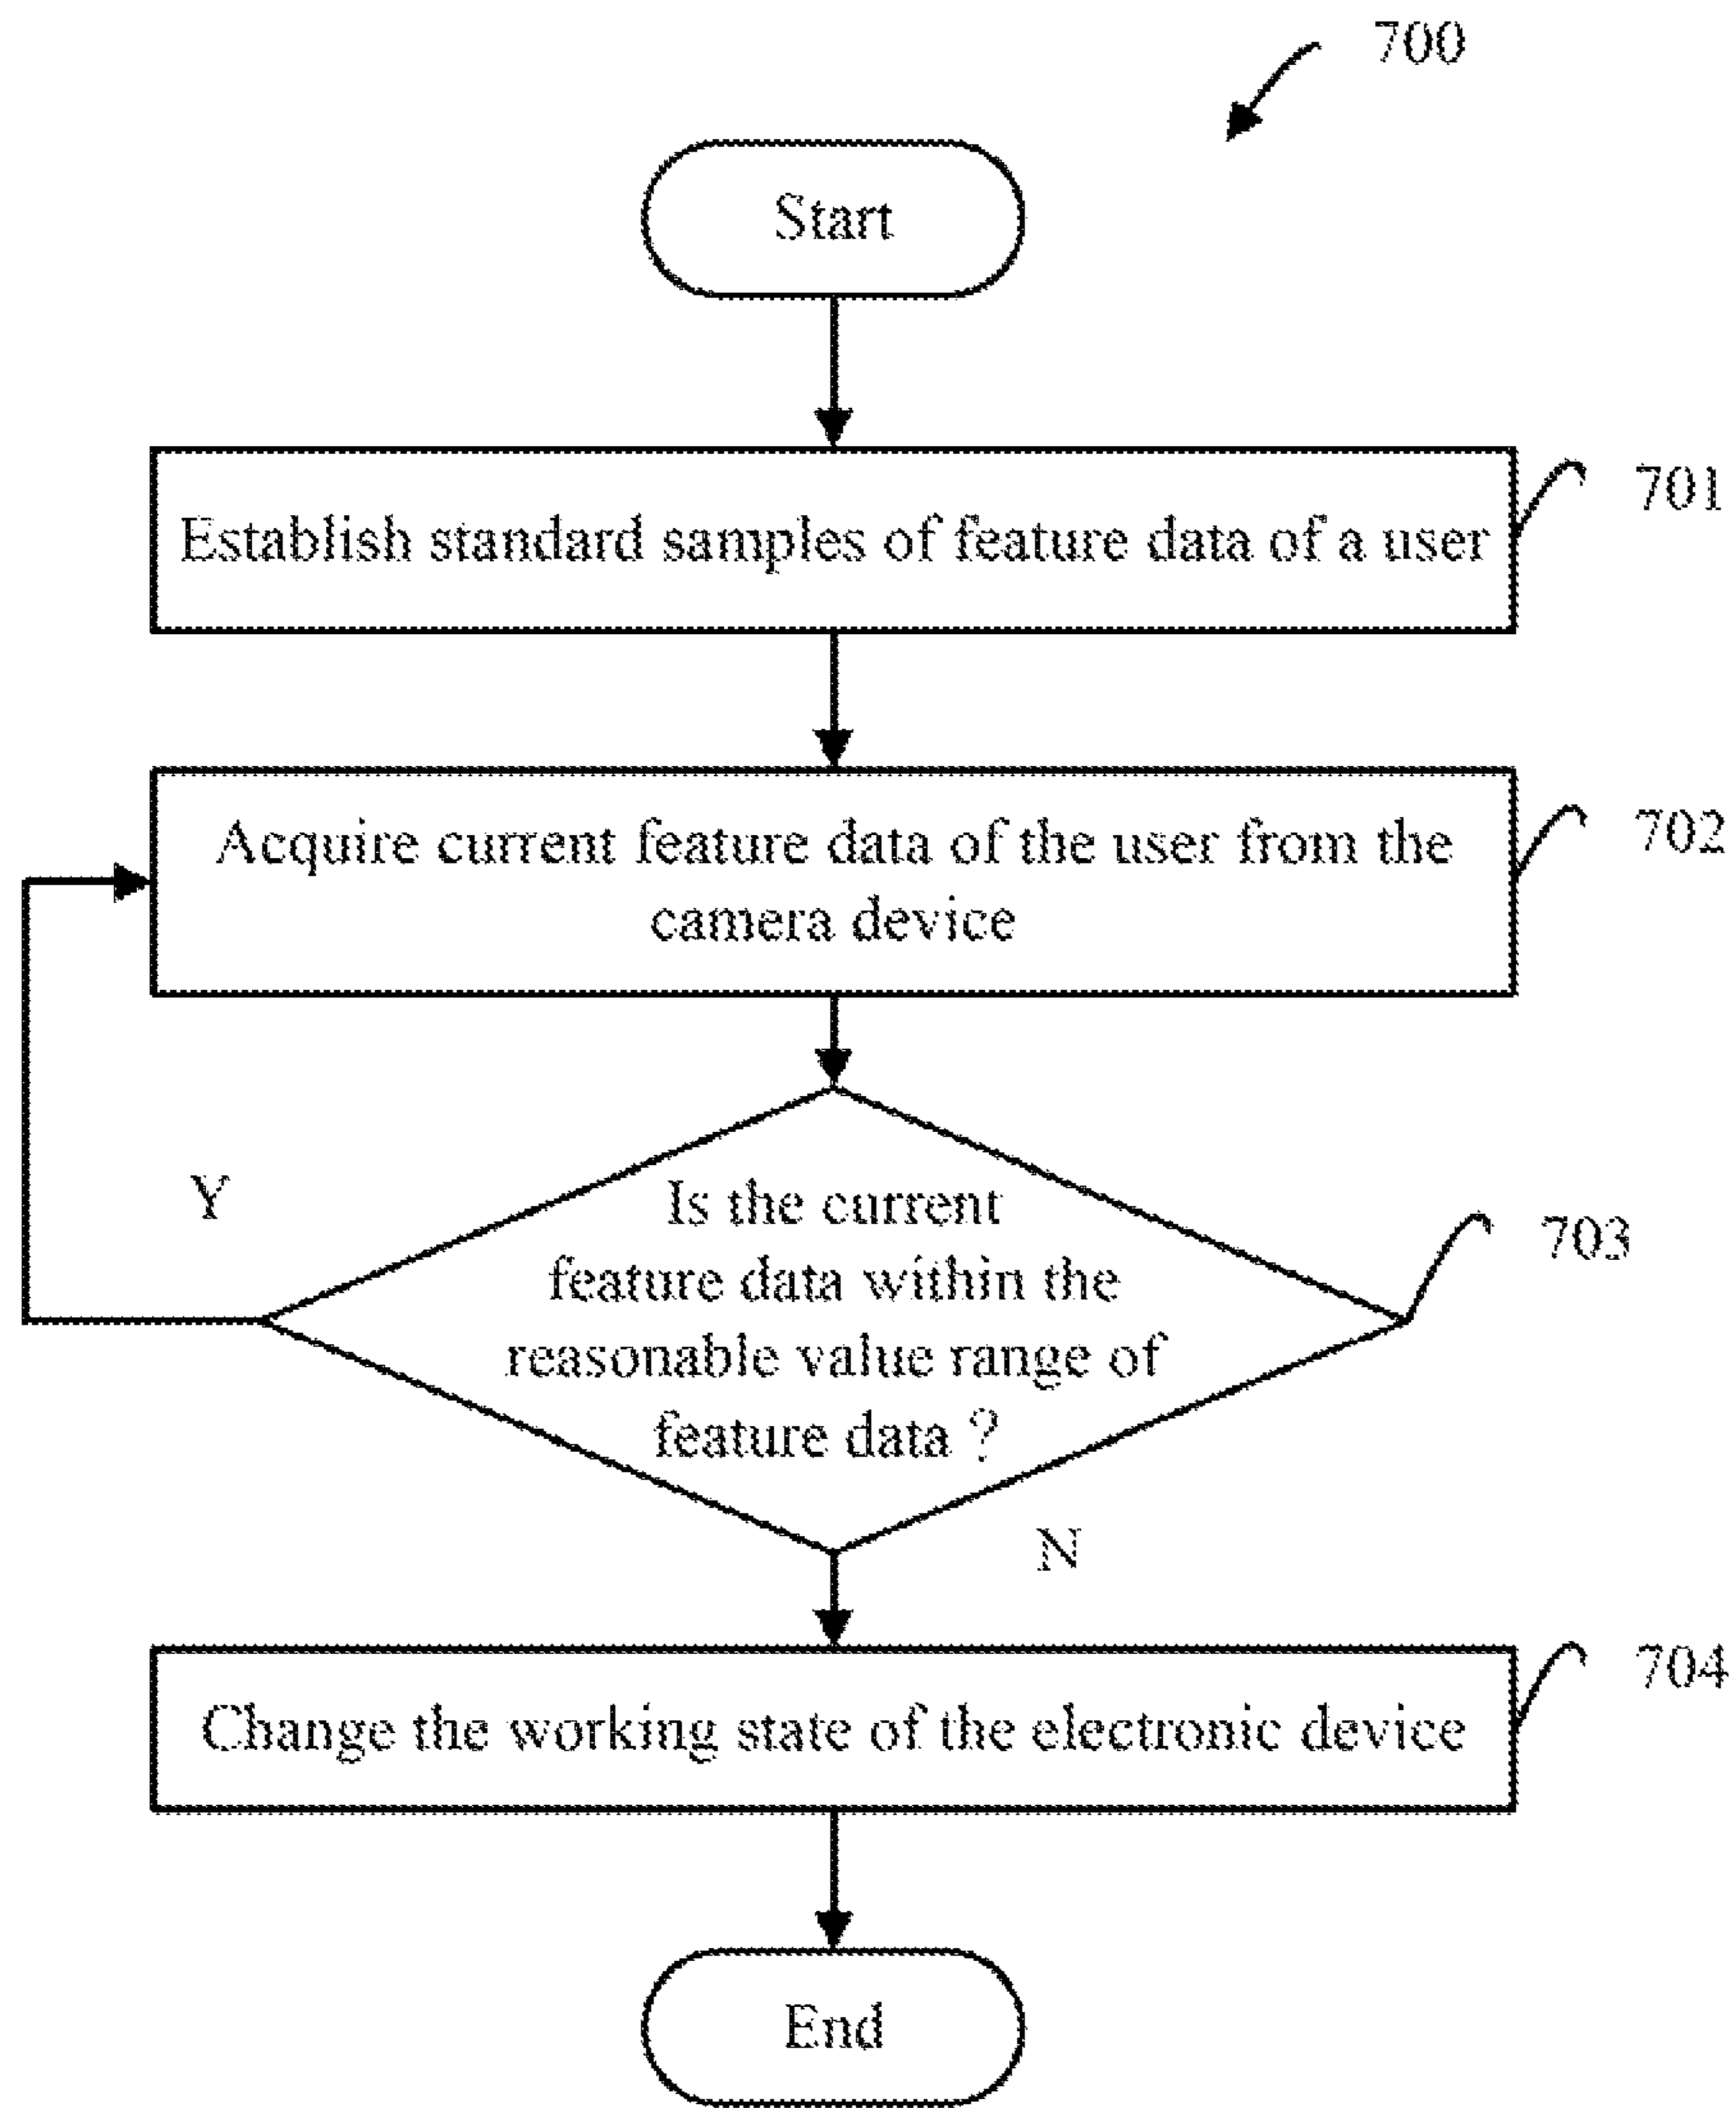 700
Start
701
Establish standard samples of feature data of a user
702
Acquire current feature data of the user from the
camera device
Y
Is the current
feature data within the
reasonable value range of
feature data ?
703
N
704
Change the working state of the electronic device
End